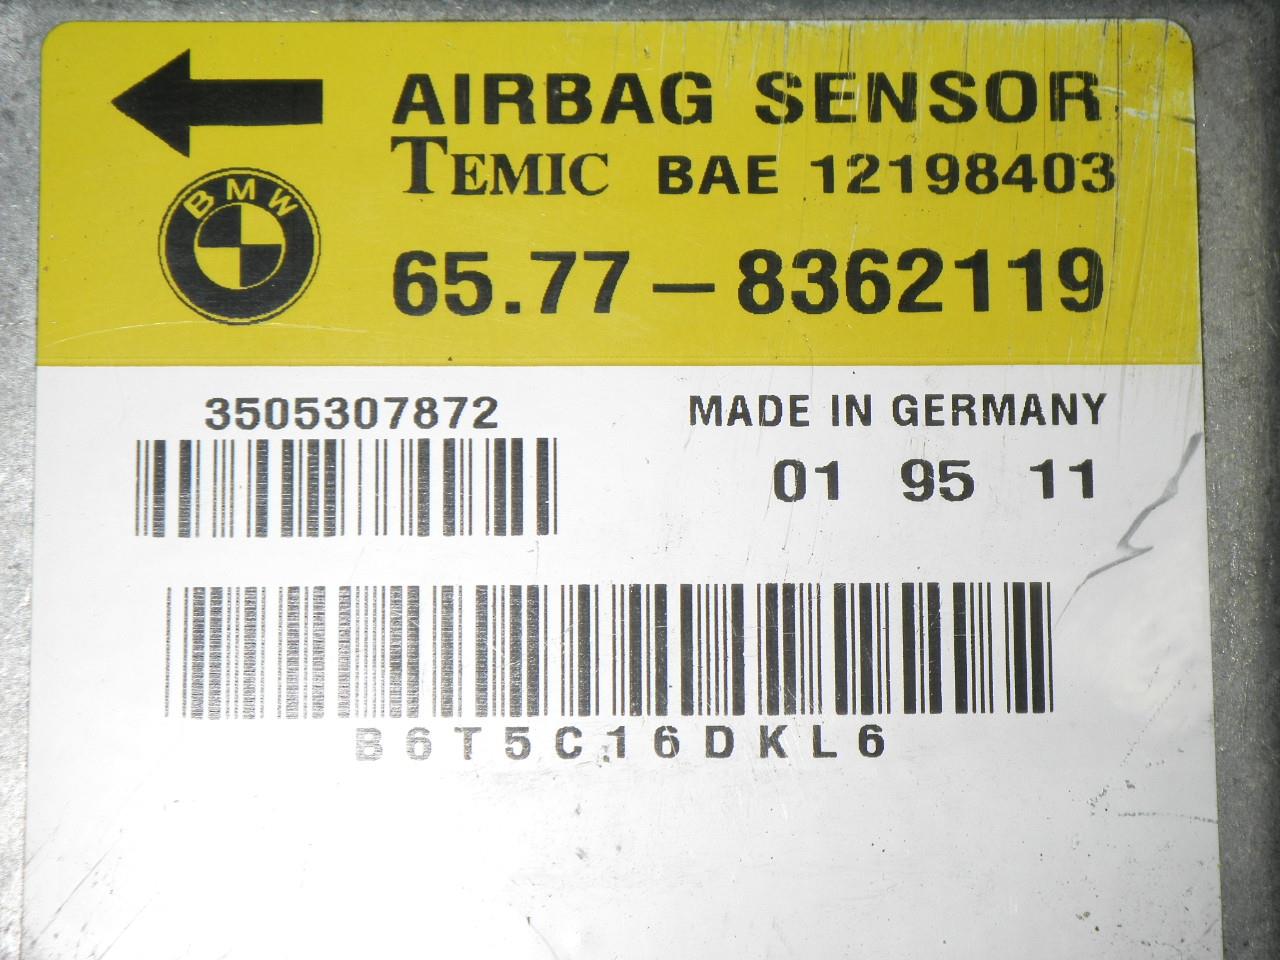 AIRBAG SENSOR
TEMIC BAE 12198403
BMW
65.77-8362119
3505307872 MADE IN GERMANY
01 95 11
B6T5C16DKL6